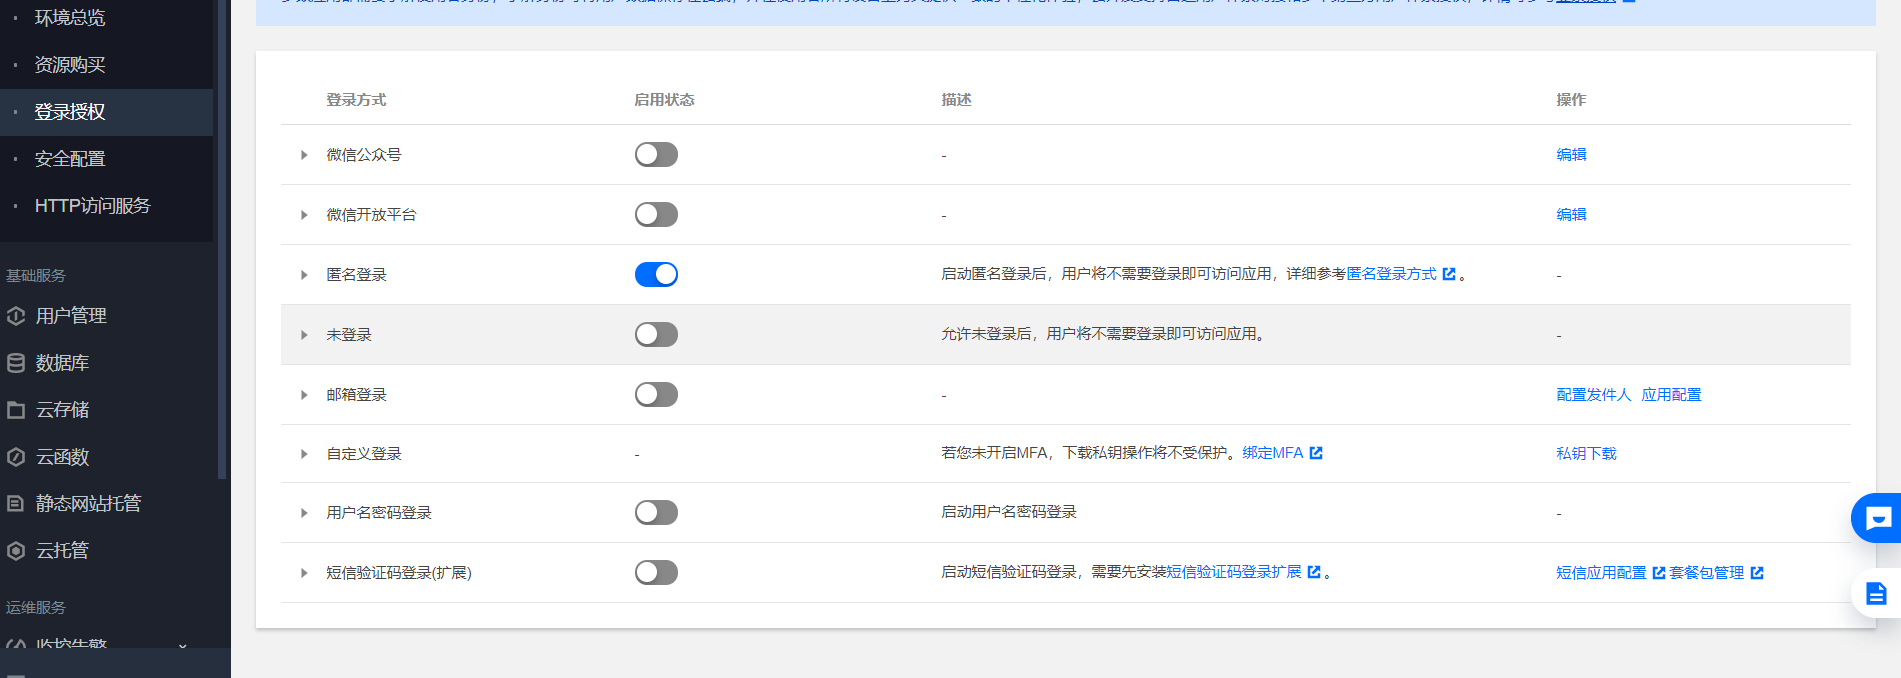 环境总览
资源购买
登录授权
安全配置
HTTP访问服务
基础服务
用户管理
数据库
云存储
云函数
静态网站托管
云托管
运维服务
监控告警
登录方式 启用状态 描述 操作
微信公众号 - 编辑
微信开放平台 - 编辑
匿名登录 启动匿名登录后，用户将不需要登录即可访问应用，详细参考匿名登录方式 。 -
未登录 允许未登录后，用户将不需要登录即可访问应用。 -
邮箱登录 - 配置发件人 应用配置
自定义登录 - 若您未开启MFA，下载私钥操作将不受保护。绑定MFA 私钥下载
用户名密码登录 启动用户名密码登录 -
短信验证码登录(扩展) 启动短信验证码登录，需要先安装短信验证码登录扩展 。 短信应用配置 套餐包管理